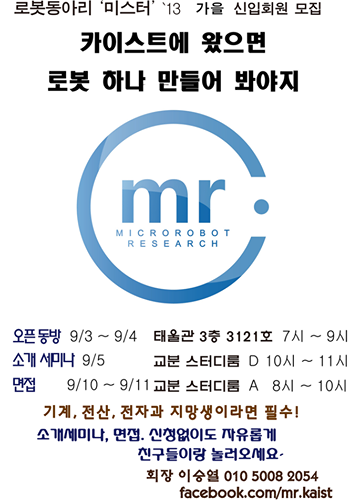 로봇동아리 '미스터' `13 가을 신입회원 모집
카이스트에 왔으면
로봇 하나 만들어 봐야지
mr.
MICROROBOT
RESEARCH
오픈동방 9/3 ~ 9/4 태울관 3층 3121호 7시 ~ 9시
소개 세미나 9/5 교분 스터디룸 D 10시 ~ 11시
면접 9/10 ~ 9/11 교분 스터디룸 A 8시 ~ 10시
기계, 전산, 전자과 지망생이라면 필수!
소개세미나, 면접. 신청없이도 자유롭게
친구들이랑 놀러오세요~
회장 이승열 010 5008 2054
facebook.com/mr.kaist